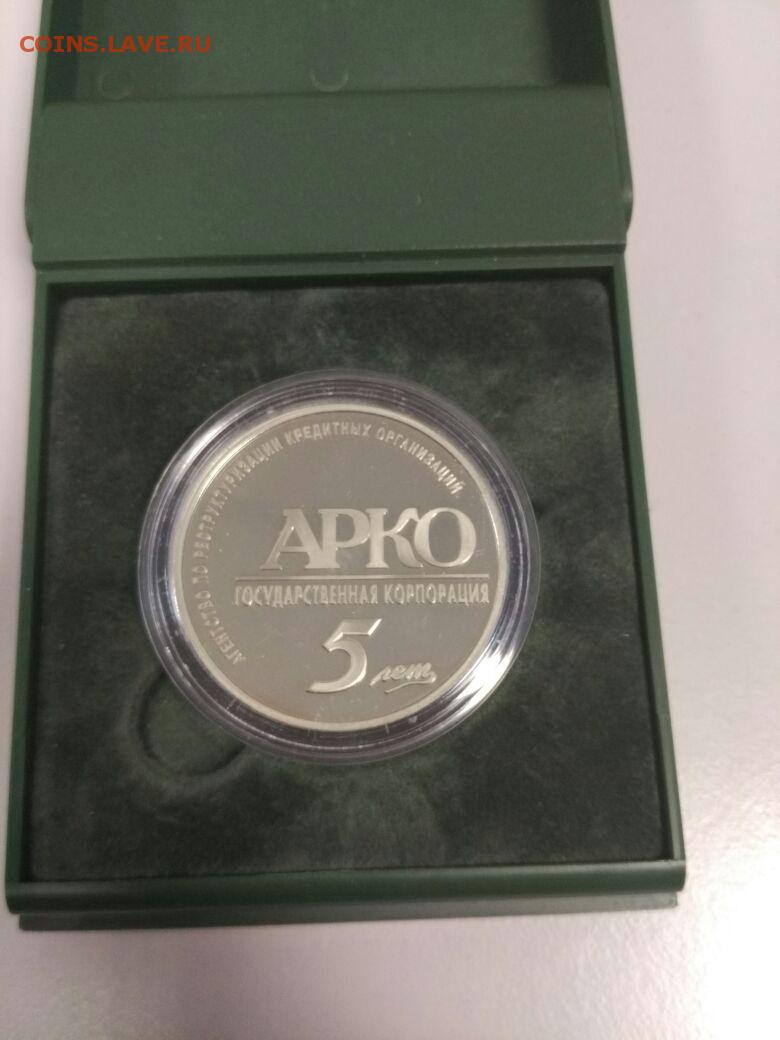 COINS.LAVE.RU
АГЕНТСТВО ПО РЕСТРУКТУРИЗАЦИИ КРЕДИТНЫХ ОРГАНИЗАЦИЙ
АРКО
ГОСУДАРСТВЕННАЯ КОРПОРАЦИЯ
5 лет